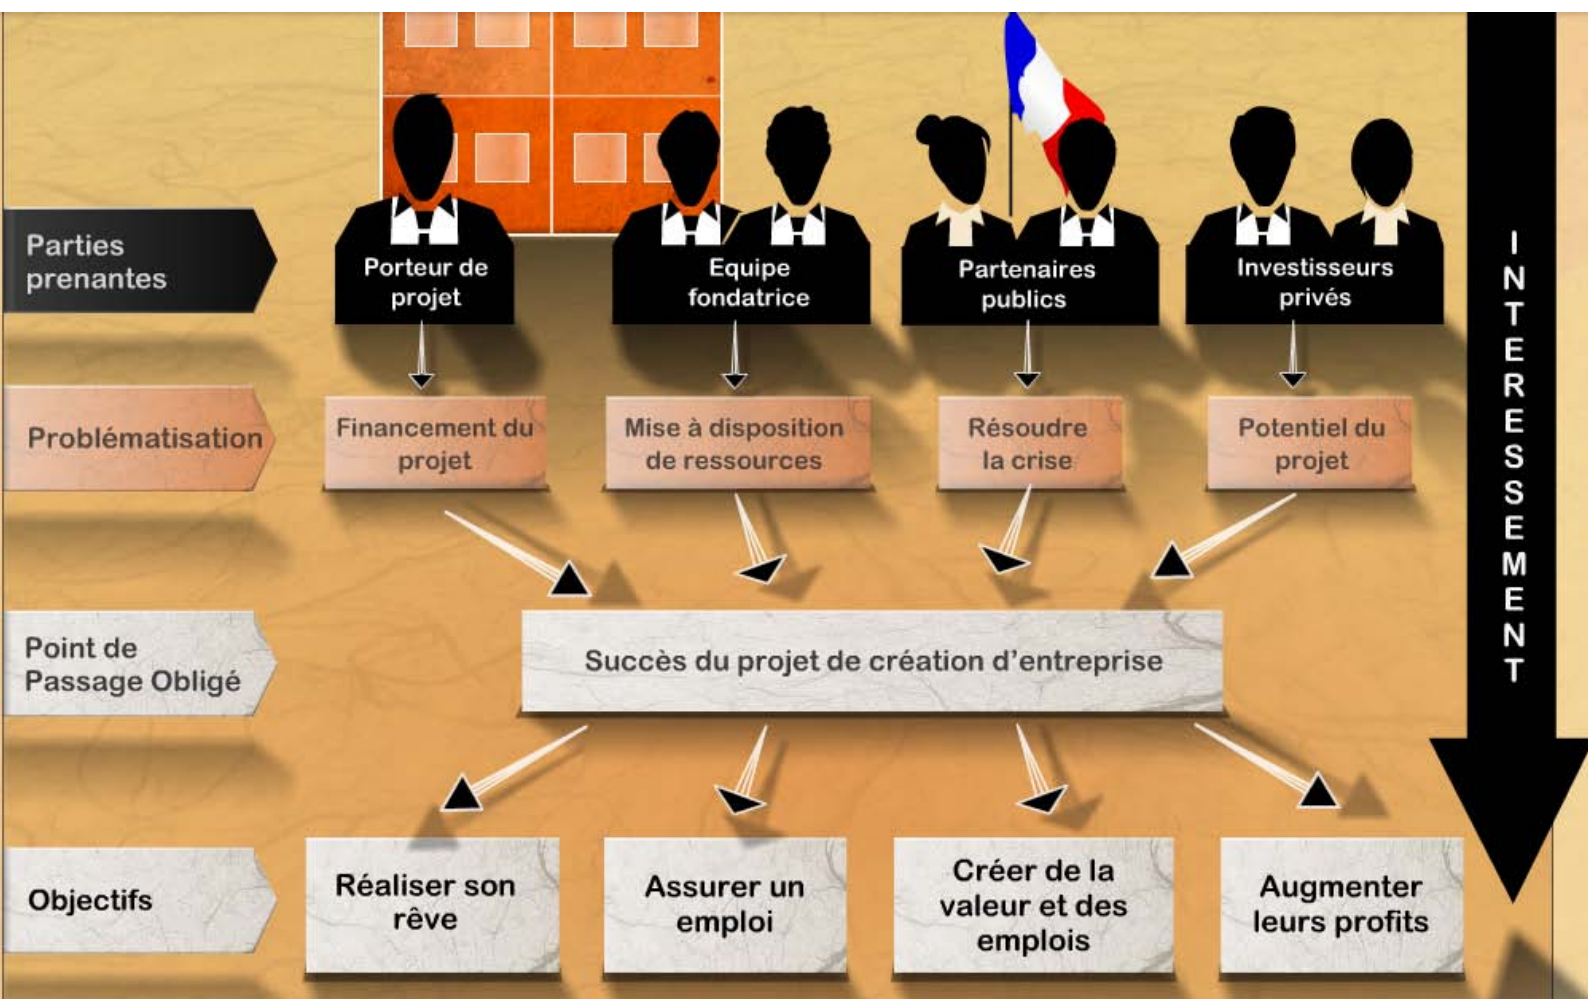 Parties
prenantes
Porteur de
projet
Equipe
fondatrice
Partenaires
publics
Investisseurs
privés
Problématisation
Financement du
projet
Mise à disposition
de ressources
Résoudre
la crise
Potentiel du
projet
Point de
Passage Obligé
Succès du projet de création d'entreprise
Objectifs
Réaliser son
rêve
Assurer un
emploi
Créer de la
valeur et des
emplois
Augmenter
leurs profits
INTERESSEMENT